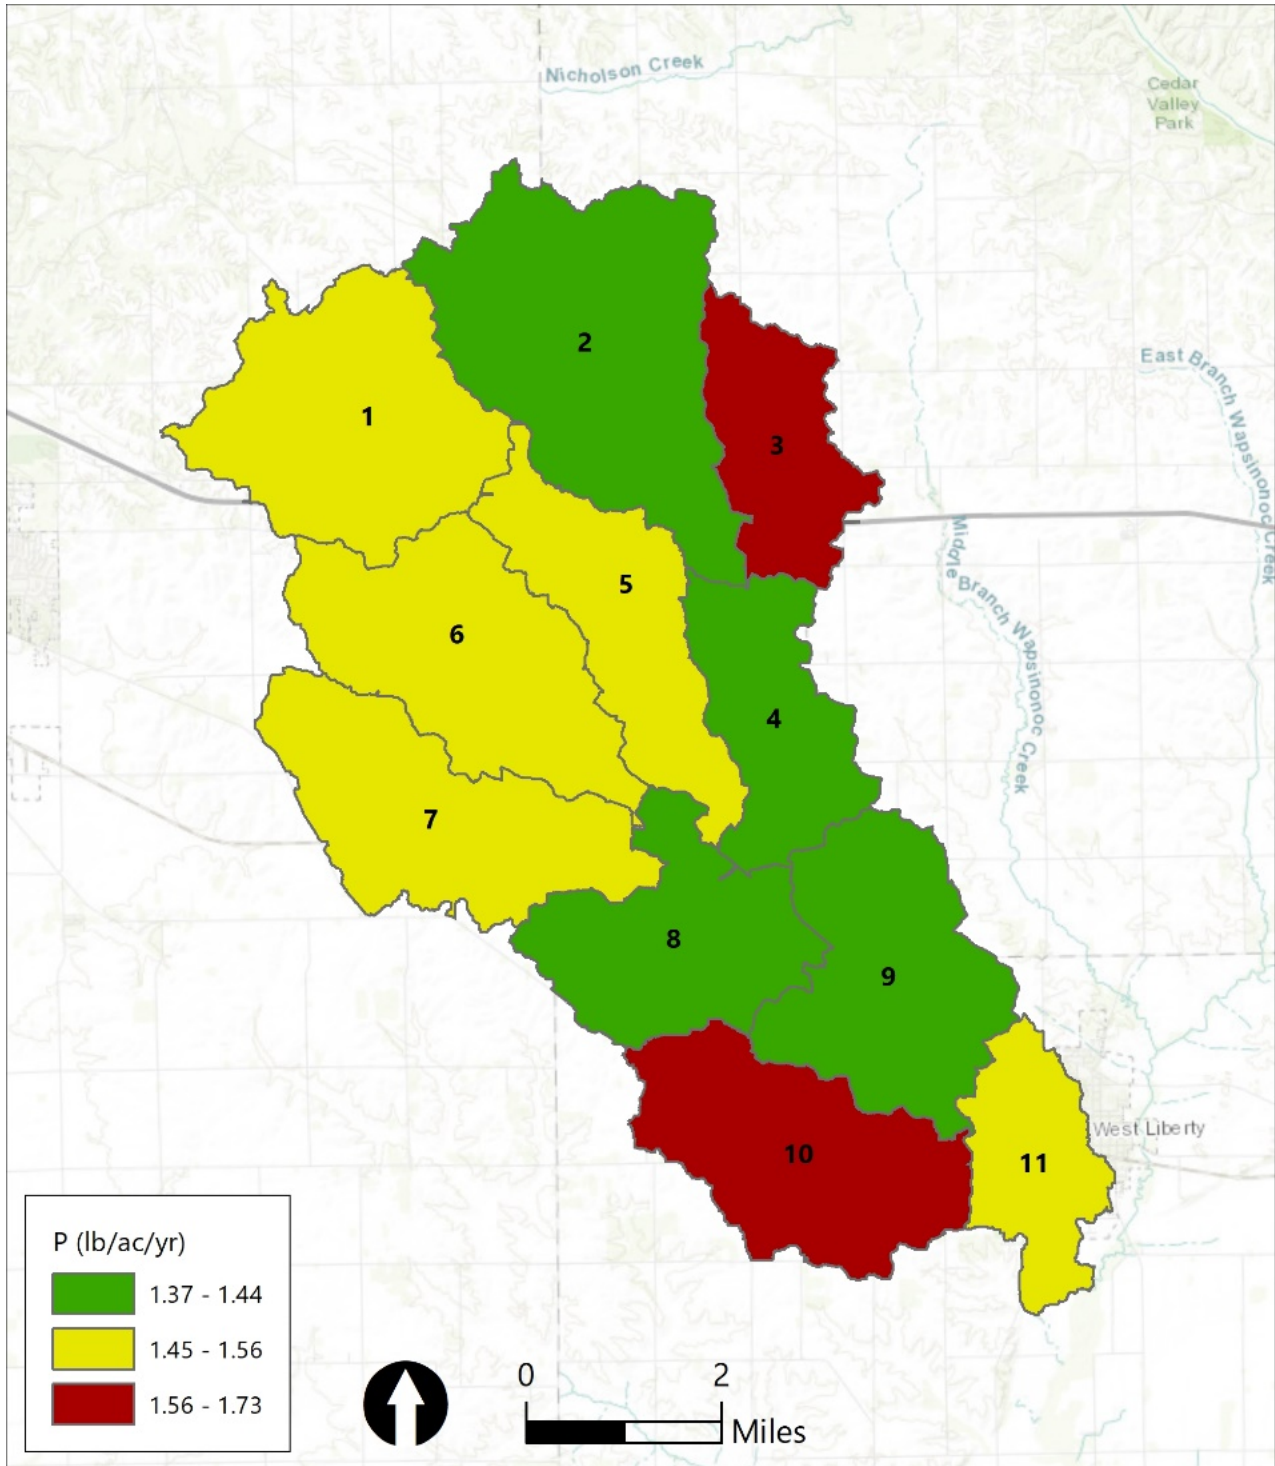 Nicholson Creek
Cedar
Valley
Park
2
East Branch Wapsinonoc Creek
1
3
Middle Branch Wapsinonoc Creek
5
6
4
7
8
9
West Liberty
10
11
P (lb/ac/yr)
1.37 - 1.44
1.45 - 1.56
1.56 - 1.73
0 2
Miles